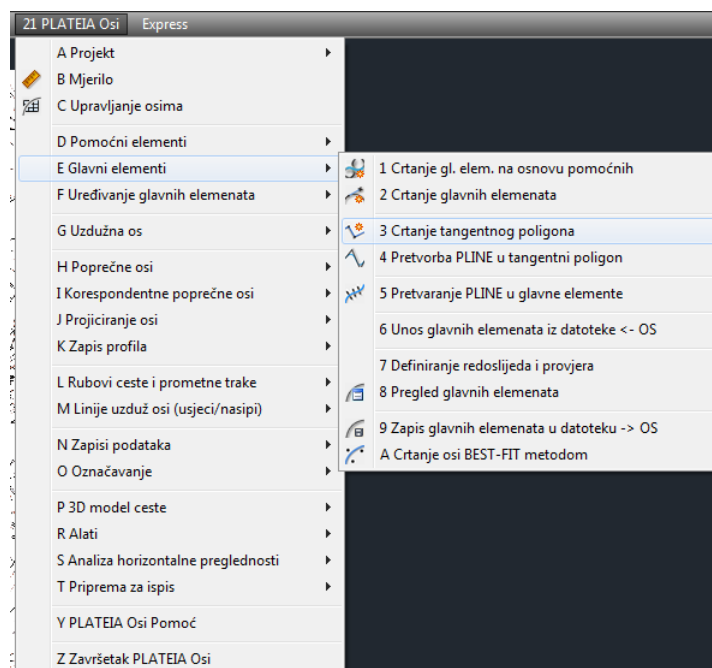 21 PLATEIA Osi Express
A Projekt
B Mjerilo
C Upravljanje osima
D Pomoćni elementi
E Glavni elementi
F Uređivanje glavnih elemenata
G Uzdužna os
H Poprečne osi
I Korespondentne poprečne osi
J Projiciranje osi
K Zapis profila
L Rubovi ceste i prometne trake
M Linije uzduž osi (usjeci/nasipi)
N Zapisi podataka
O Označavanje
P 3D model ceste
R Alati
S Analiza horizontalne preglednosti
T Priprema za ispis
Y PLATEIA Osi Pomoć
Z Završetak PLATEIA Osi
1 Crtanje gl. elem. na osnovu pomoćnih
2 Crtanje glavnih elemenata
3 Crtanje tangentnog poligona
4 Pretvorba PLINE u tangentni poligon
5 Pretvaranje PLINE u glavne elemente
6 Unos glavnih elemenata iz datoteke <- OS
7 Definiranje redoslijeda i provjera
8 Pregled glavnih elemenata
9 Zapis glavnih elemenata u datoteku -> OS
A Crtanje osi BEST-FIT metodom